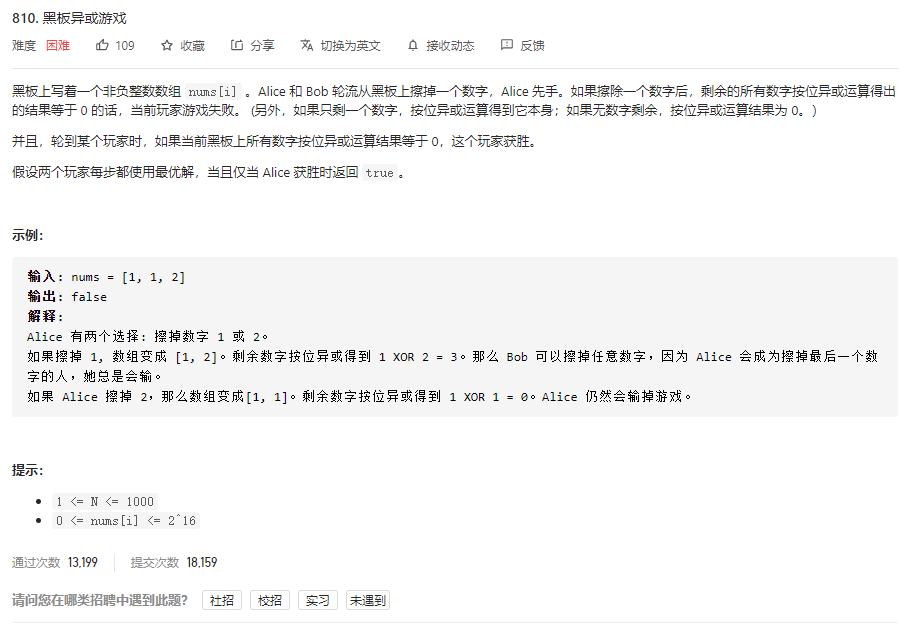 810. 黑板异或游戏
难度 困难 109 收藏 分享 切换为英文 接收动态 反馈
黑板上写着一个非负整数数组 nums[i] 。Alice 和 Bob 轮流从黑板上擦掉一个数字，Alice 先手。如果擦除一个数字后，剩余的所有数字按位异或运算得出
的结果等于 0 的话，当前玩家游戏失败。 (另外，如果只剩一个数字，按位异或运算得到它本身；如果无数字剩余，按位异或运算结果为 0。)
并且，轮到某个玩家时，如果当前黑板上所有数字按位异或运算结果等于 0，这个玩家获胜。
假设两个玩家每步都使用最优解，当且仅当 Alice 获胜时返回 true 。
示例：
输入: nums = [1, 1, 2]
输出: false
解释:
Alice 有两个选择: 擦掉数字 1 或 2。
如果擦掉 1, 数组变成 [1, 2]。剩余数字按位异或得到 1 XOR 2 = 3。那么 Bob 可以擦掉任意数字，因为 Alice 会成为擦掉最后一个数
字的人，她总是会输。
如果 Alice 擦掉 2，那么数组变成[1, 1]。剩余数字按位异或得到 1 XOR 1 = 0。Alice 仍然会输掉游戏。
提示：
1 <= N <= 1000
0 <= nums[i] <= 2^16
通过次数 13,199 提交次数 18,159
请问您在哪类招聘中遇到此题？ 社招 校招 实习 未遇到